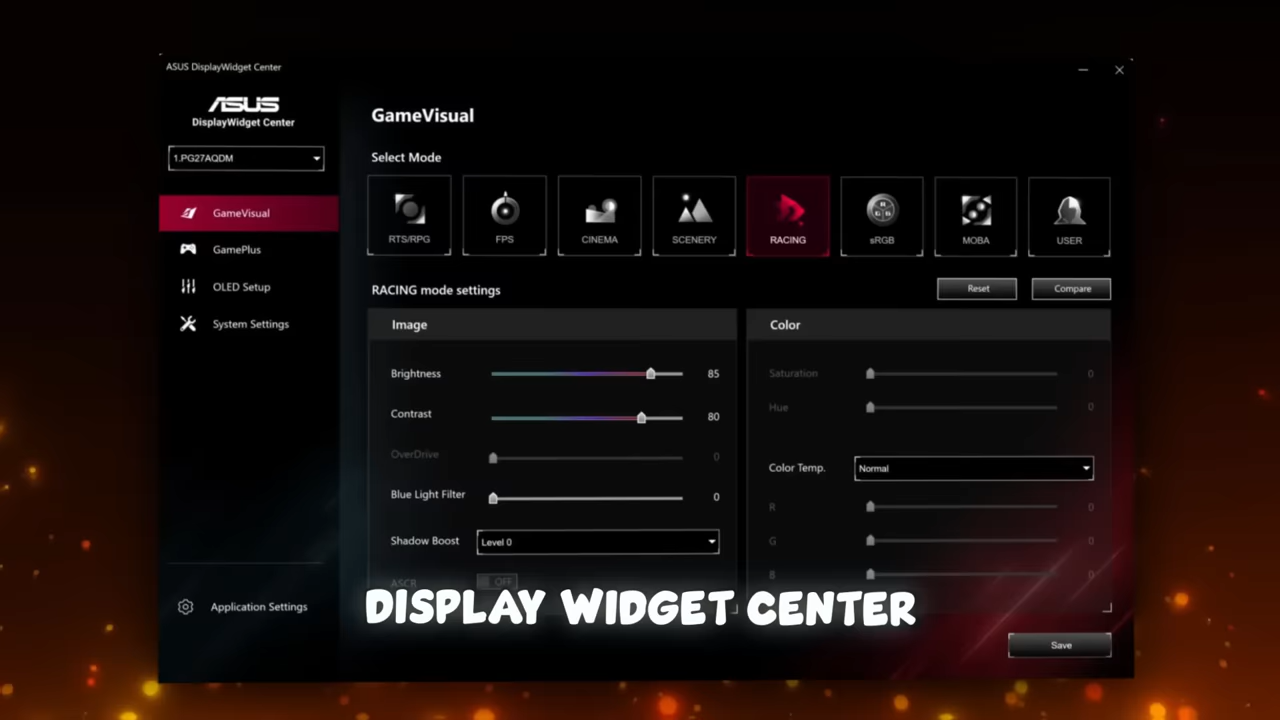 ASUS DisplayWidget Center
ASUS
DisplayWidget Center
1.PG27AQDM
GameVisual
GamePlus
OLED Setup
System Settings
Application Settings
GameVisual
Select Mode
RTS/RPG
FPS
CINEMA
SCENERY
RACING
sRGB
MOBA
USER
RACING mode settings
Reset
Compare
Image
Brightness 85
Contrast 80
OverDrive 0
Blue Light Filter 0
Shadow Boost Level 0
ASCR OFF
Color
Saturation 0
Hue 0
Color Temp. Normal
R 0
G 0
B 0
DISPLAY WIDGET CENTER
Save